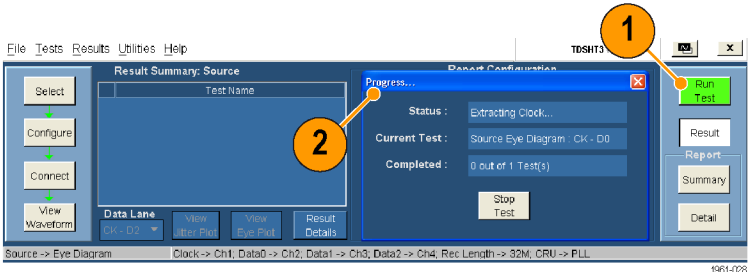 1
File Tests Results Utilities Help TDSHT3
Result Summary: Source Report Configuration
Select
Configure
Connect
View
Waveform
Test Name
2
Data Lane
CK - D2
View
Jitter Plot
View
Eye Plot
Result
Details
Progress...
Status : Extracting Clock...
Current Test : Source Eye Diagram : CK - D0
Completed : 0 out of 1 Test(s)
Stop
Test
x
Run
Test
Result
Report
Summary
Detail
Source -> Eye Diagram Clock -> Ch1; Data0 -> Ch2; Data1 -> Ch3; Data2 -> Ch4; Rec Length -> 32M; CRU -> PLL
1961-028